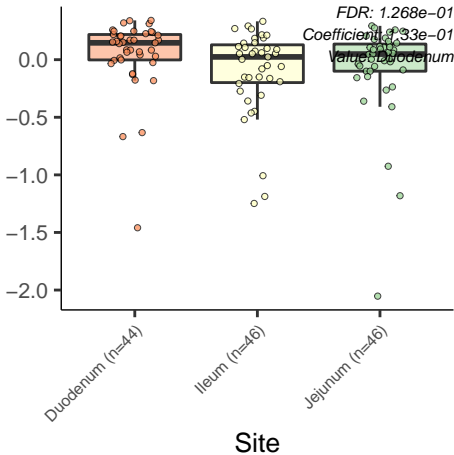 FDR: 1.268e−01
Value: Duodenum
0.0
−0.5
−1.0
−1.5
−2.0
Duodenum (n=44)
Ileum (n=46)
Jejunum (n=46)
Site